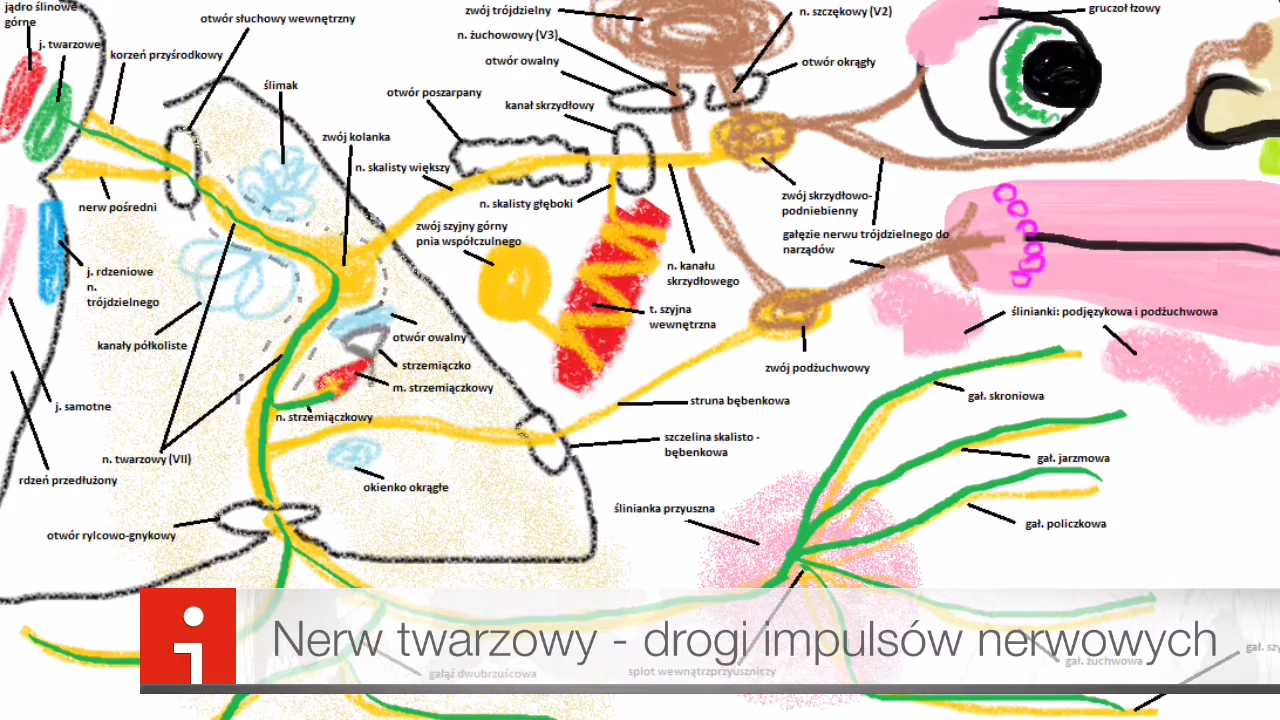 jądro ślinowe
górne
j. twarzowe
korzeń przyśrodkowy
otwór słuchowy wewnętrzny
ślimak
zwój kolanka
n. skalisty większy
otwór poszarpany
kanał skrzydłowy
zwój trójdzielny
n. żuchowowy (V3)
otwór owalny
n. szczękowy (V2)
otwór okrągły
gruczoł łzowy
nerw pośredni
n. skalisty głęboki
zwój szyjny górny
pnia współczulnego
zwój skrzydłowo-
podniebienny
gałęzie nerwu trójdzielnego do
narządów
j. rdzeniowe
n.
trójdzielnego
n. kanału
skrzydłowego
t. szyjna
wewnętrzna
ślinianki: podjęzykowa i podżuchwowa
kanały półkoliste
otwór owalny
strzemiączko
m. strzemiączkowy
zwój podżuchwowy
j. samotne
n. strzemiączkowy
struna bębenkowa
gał. skroniowa
szczelina skalisto -
bębenkowa
n. twarzowy (VII)
gał. jarzmowa
rdzeń przedłużony
okienko okrągłe
ślinianka przyuszna
gał. policzkowa
otwór rylcowo-gnykowy
i Nerw twarzowy - drogi impulsów nerwowych
gał. szy
gał. żuchwowa
gałąź dwubrzuścowa
splot wewnątrzprzyuszniczy